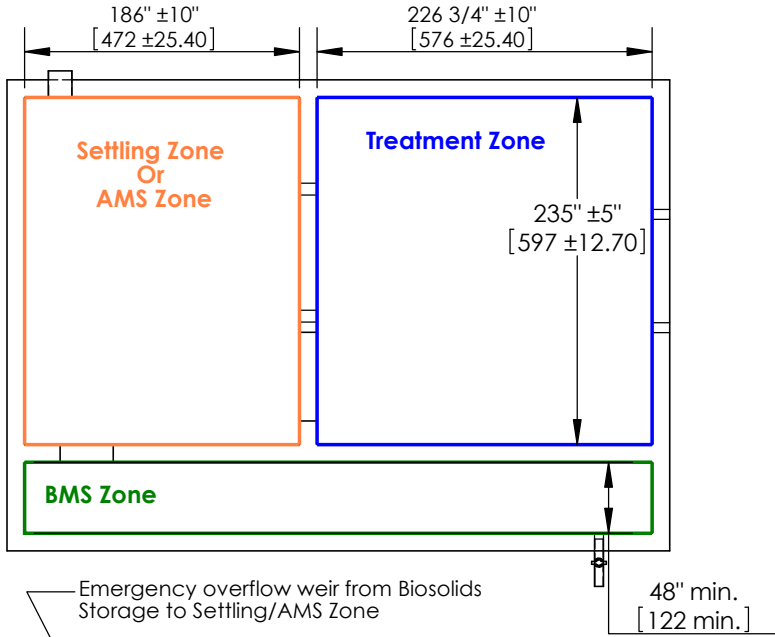 186" ±10"
[472 ±25.40]
226 3/4" ±10"
[576 ±25.40]
Settling Zone
Or
AMS Zone
Treatment Zone
235" ±5"
[597 ±12.70]
BMS Zone
Emergency overflow weir from Biosolids
Storage to Settling/AMS Zone
48" min.
[122 min.]